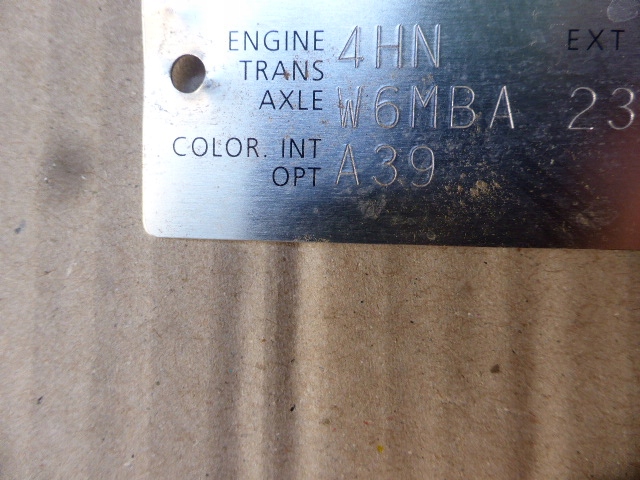 ENGINE 4HN EXT
TRANS
AXLE W6MBA 23
COLOR. INT
OPT A39